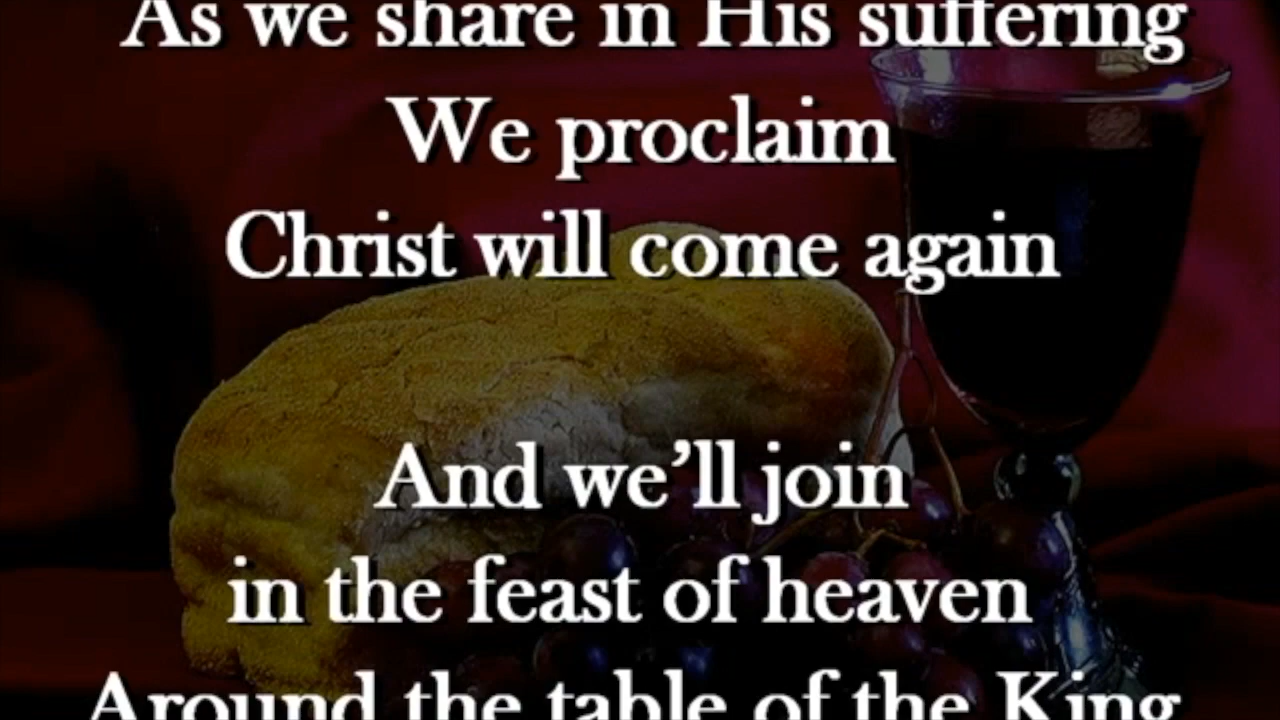 As we share in His suffering
We proclaim
Christ will come again
And we’ll join
in the feast of heaven
Around the table of the King